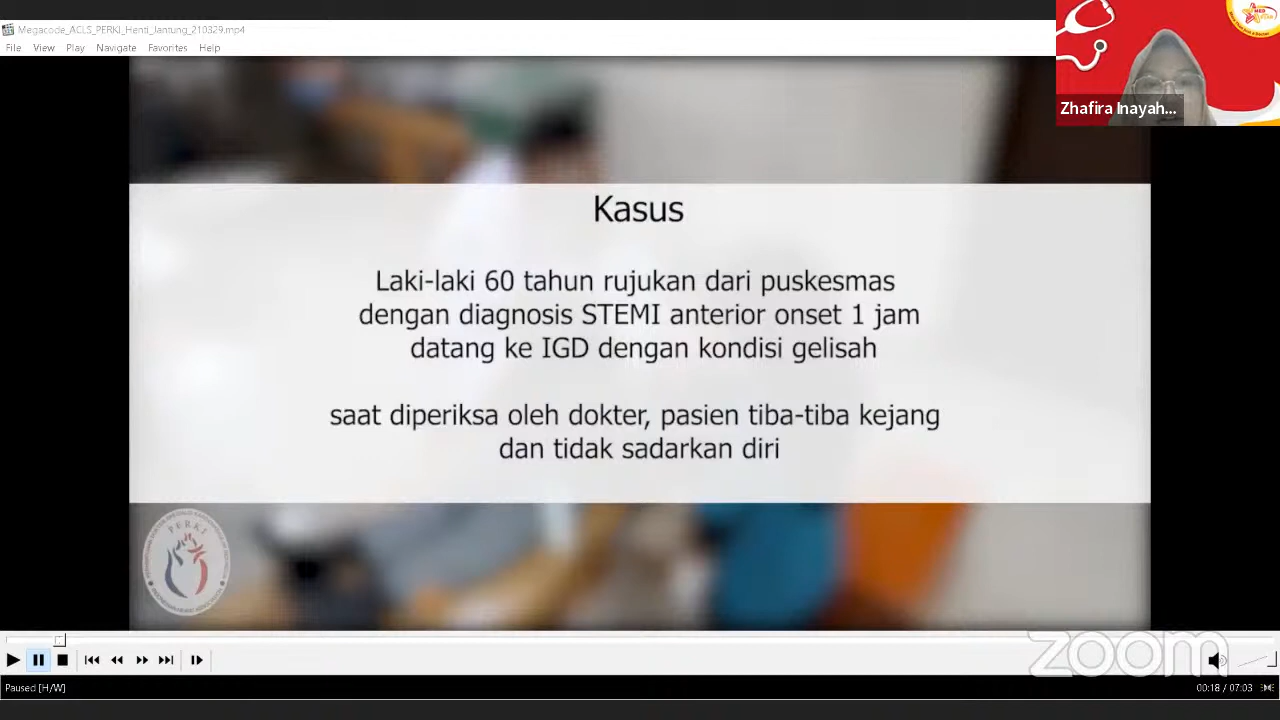 Megacode_ACLS_PERKI_Henti_Jantung_210329.mp4
File View Play Navigate Favorites Help
Zhafira Inayah...
Kasus
Laki-laki 60 tahun rujukan dari puskesmas
dengan diagnosis STEMI anterior onset 1 jam
datang ke IGD dengan kondisi gelisah
saat diperiksa oleh dokter, pasien tiba-tiba kejang
dan tidak sadarkan diri
PERKI
zoom
Paused [H/W]
00:18 / 07:03